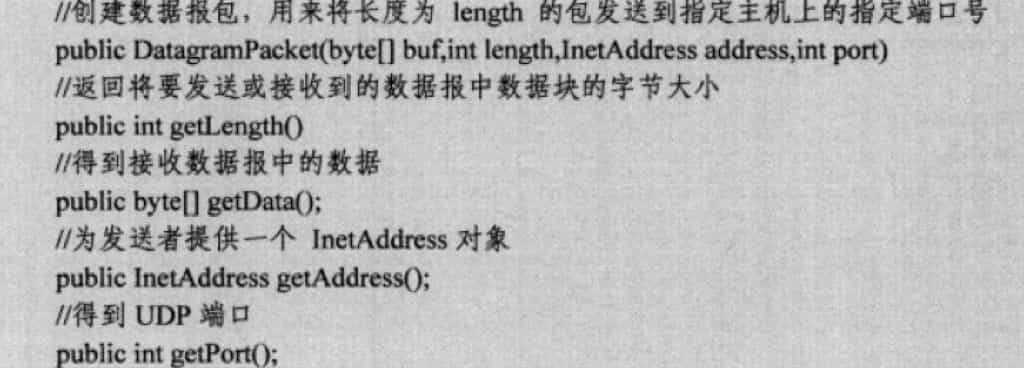 //创建数据报包，用来将长度为 length 的包发送到指定主机上的指定端口号
public DatagramPacket(byte[] buf,int length,InetAddress address,int port)
//返回将要发送或接收到的数据报中数据块的字节大小
public int getLength()
//得到接收数据报中的数据
public byte[] getData();
//为发送者提供一个 InetAddress 对象
public InetAddress getAddress();
//得到 UDP 端口
public int getPort();